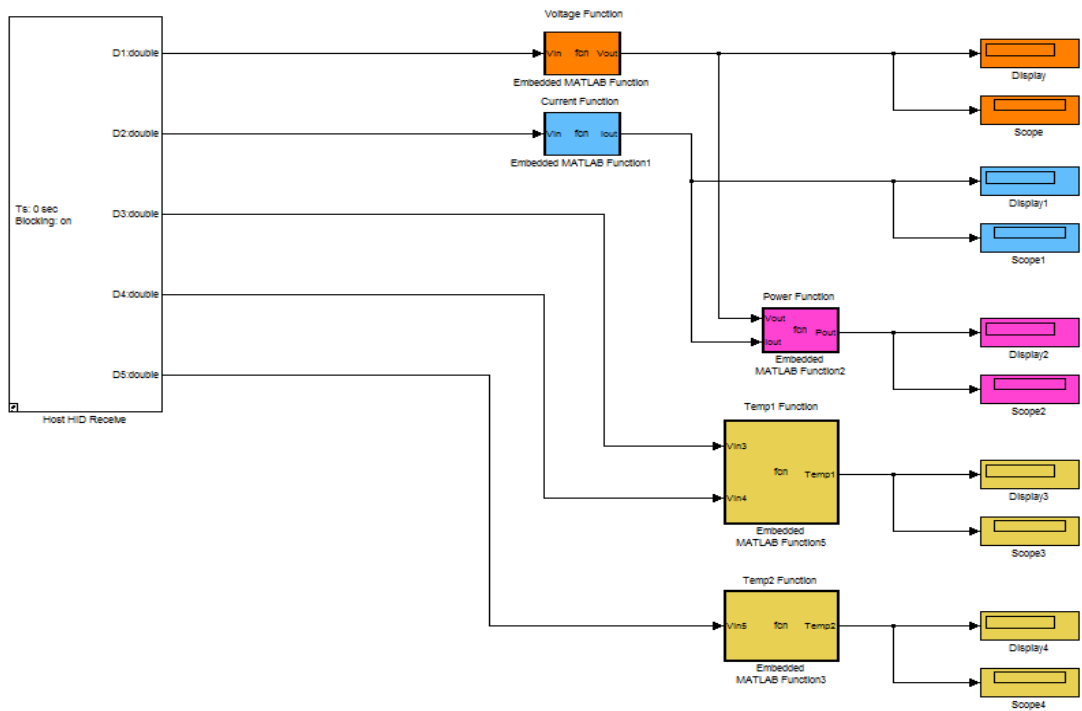 Voltage Function
D1:double
Vin fcn Vout
Embedded MATLAB Function
Display
Scope
Current Function
D2:double
Vin fcn Iout
Embedded MATLAB Function1
Display1
Scope1
Ts: 0 sec
Blocking: on
D3:double
D4:double
D5:double
Host HID Receive
Power Function
Vout
Iout
fcn
Pout
Embedded
MATLAB Function2
Display2
Scope2
Temp1 Function
Vin3
Vin4
fcn
Temp1
Embedded
MATLAB Function5
Display3
Scope3
Temp2 Function
Vin5
fcn
Temp2
Embedded
MATLAB Function3
Display4
Scope4